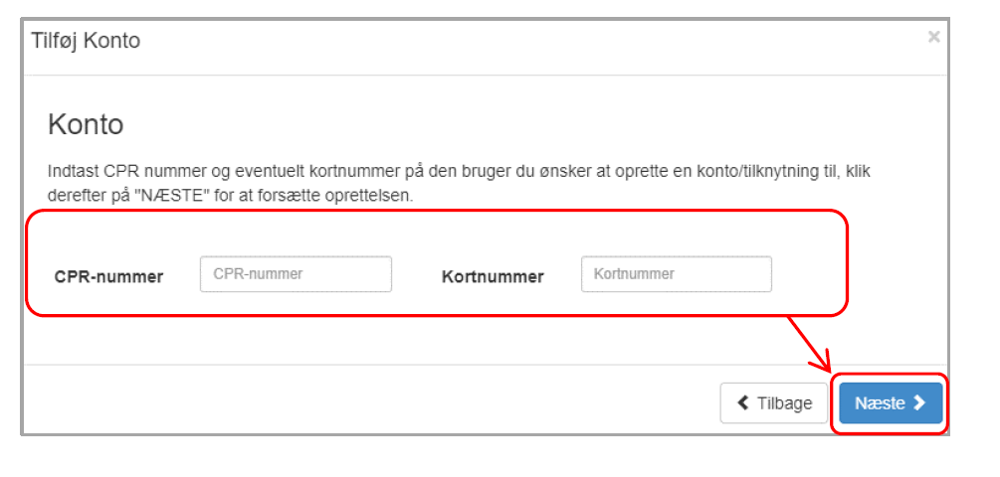 Tilføj Konto
×
Konto
Indtast CPR nummer og eventuelt kortnummer på den bruger du ønsker at oprette en konto/tilknytning til, klik
derefter på "NÆSTE" for at forsætte oprettelsen.
CPR-nummer CPR-nummer Kortnummer Kortnummer
Tilbage Næste